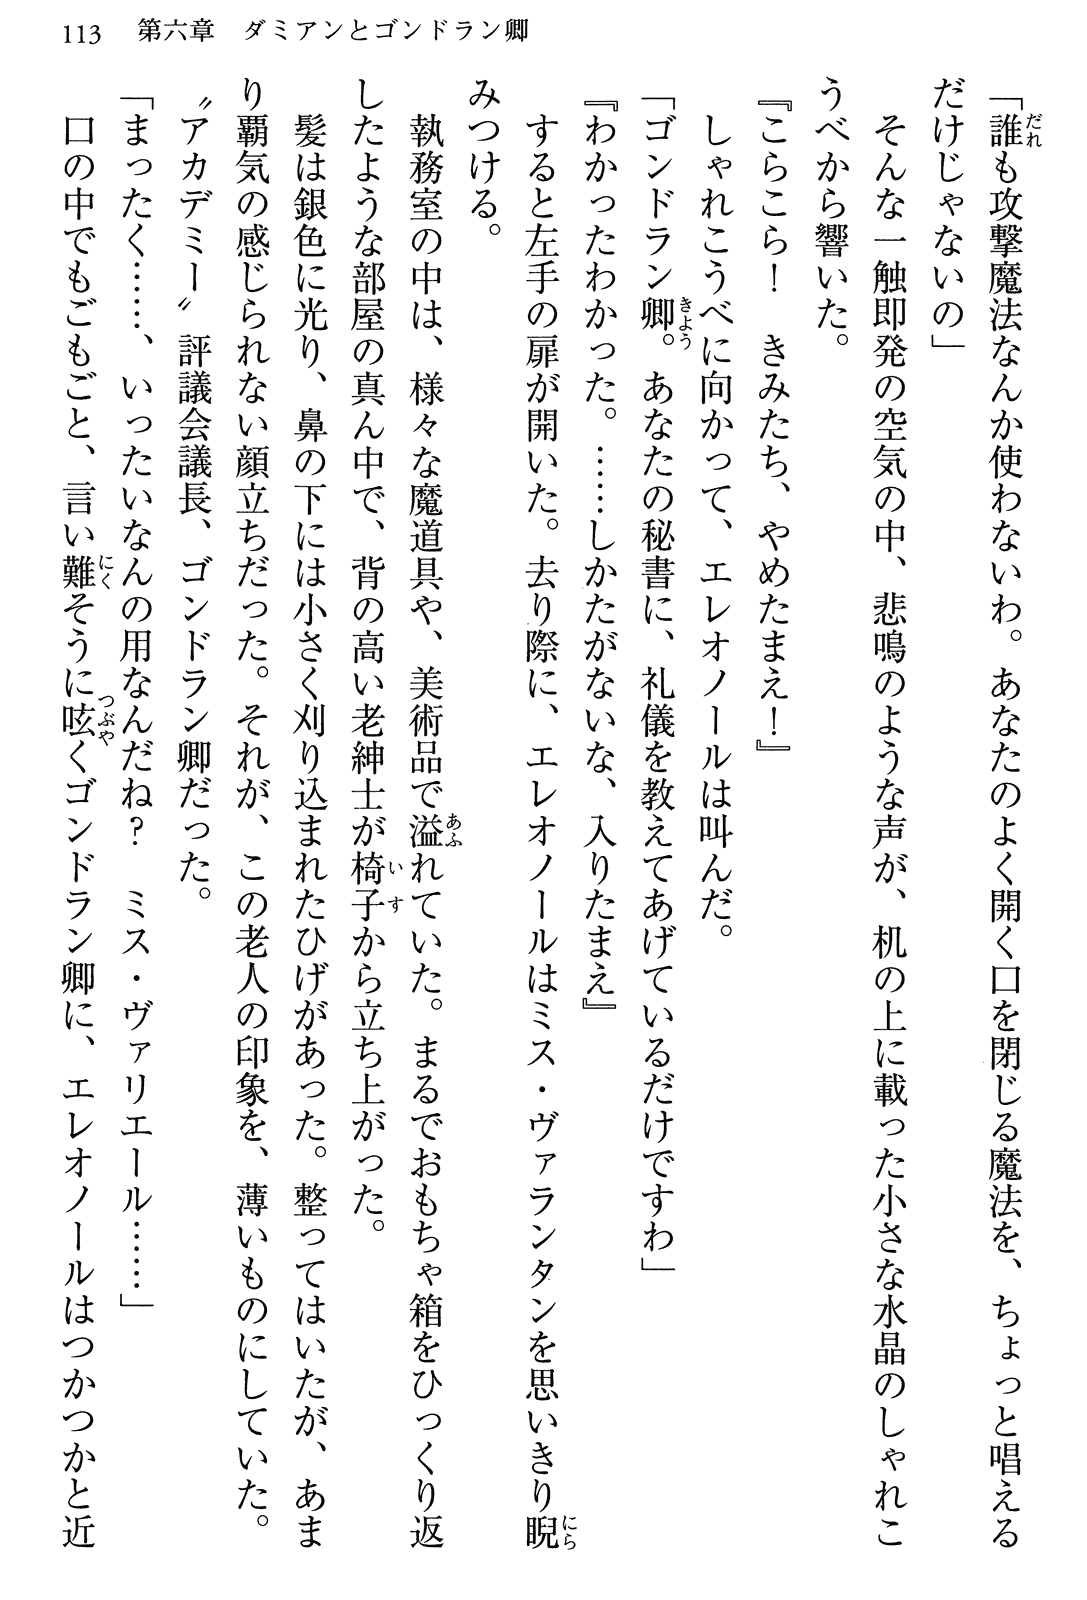 113　第六章　ダミアンとゴンドラン卿
「誰も攻撃魔法なんか使わないわ。あなたのよく開く口を閉じる魔法を、ちょっと唱える
だけじゃないの」
そんな一触即発の空気の中、悲鳴のような声が、机の上に載った小さな水晶のしゃれこ
うべから響いた。
『こらこら！　きみたち、やめたまえ！』
しゃれこうべに向かって、エレオノールは叫んだ。
「ゴンドラン卿。あなたの秘書に、礼儀を教えてあげているだけですわ」
『わかったわかった。……しかたがないな、入りたまえ』
すると左手の扉が開いた。去り際に、エレオノールはミス・ヴァランタンを思いきり睨
みつける。
執務室の中は、様々な魔道具や、美術品で溢れていた。まるでおもちゃ箱をひっくり返
したような部屋の真ん中で、背の高い老紳士が椅子から立ち上がった。
髪は銀色に光り、鼻の下には小さく刈り込まれたひげがあった。整ってはいたが、あま
り覇気の感じられない顔立ちだった。それが、この老人の印象を、薄いものにしていた。
〝アカデミー〟評議会議長、ゴンドラン卿だった。
「まったく……、いったいなんの用なんだね？　ミス・ヴァリエール……」
口の中でもごもごと、言い難そうに呟くゴンドラン卿に、エレオノールはつかつかと近